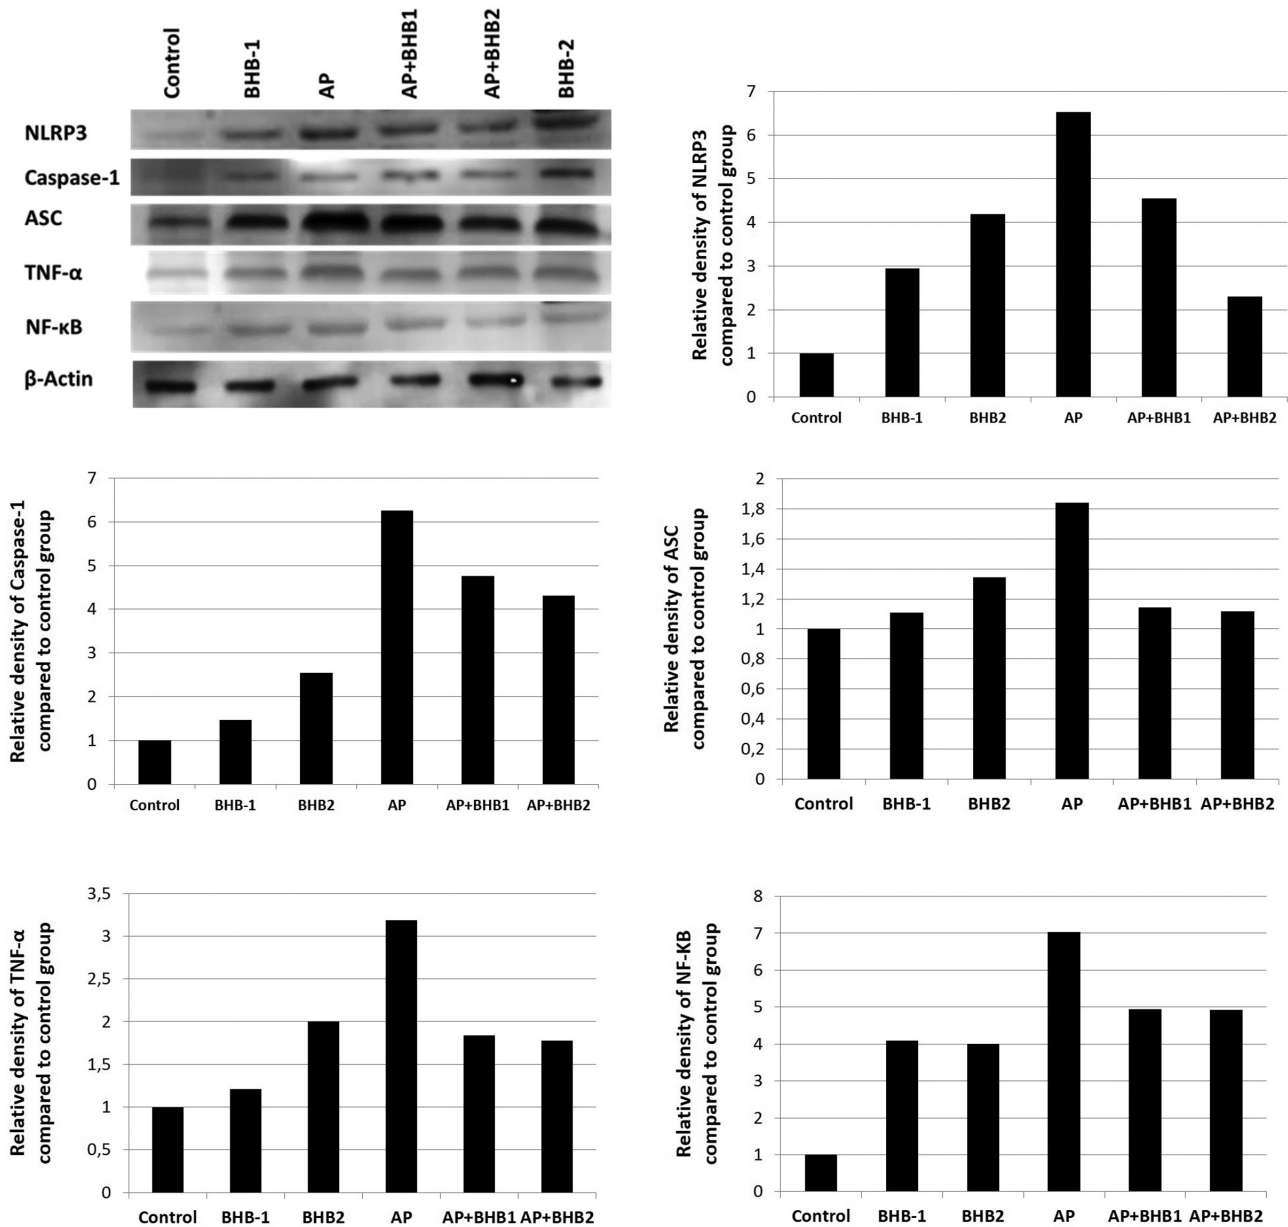 Control
BHB-1
AP
AP+BHB1
AP+BHB2
BHB-2
NLRP3
Caspase-1
ASC
TNF-α
NF-κB
β-Actin
Relative density of NLRP3
compared to control group
7
6
5
4
3
2
1
0
Control BHB-1 BHB2 AP AP+BHB1 AP+BHB2
Relative density of Caspase-1
compared to control group
7
6
5
4
3
2
1
0
Control BHB-1 BHB2 AP AP+BHB1 AP+BHB2
Relative density of ASC
compared to control group
2
1,8
1,6
1,4
1,2
1
0,8
0,6
0,4
0,2
0
Control BHB-1 BHB2 AP AP+BHB1 AP+BHB2
Relative density of TNF-α
compared to control group
3,5
3
2,5
2
1,5
1
0,5
0
Control BHB-1 BHB2 AP AP+BHB1 AP+BHB2
Relative density of NF-KB
compared to control group
8
7
6
5
4
3
2
1
0
Control BHB-1 BHB2 AP AP+BHB1 AP+BHB2